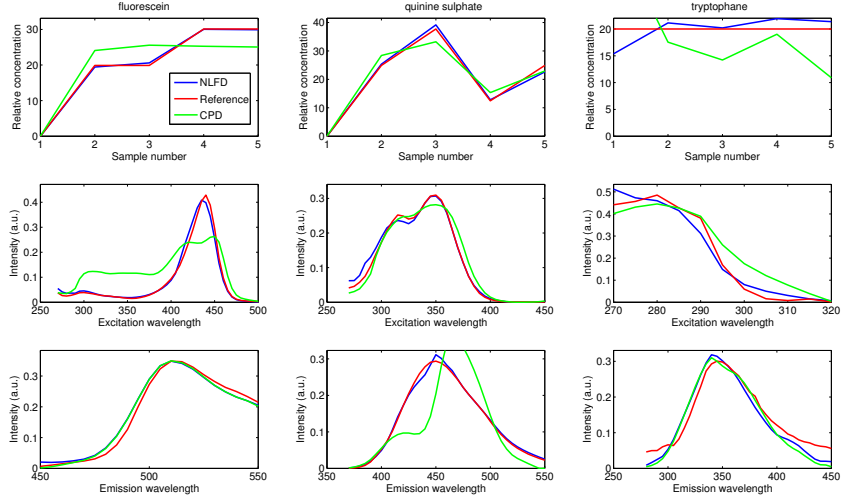 fluorescein
quinine sulphate
tryptophane
Relative concentration
30
20
10
0
NLFD
Reference
CPD
1 2 3 4 5
Sample number
Relative concentration
40
30
20
10
0
1 2 3 4 5
Sample number
Relative concentration
20
15
10
5
0
1 2 3 4 5
Sample number
Intensity (a.u.)
0.4
0.3
0.2
0.1
0
250 300 350 400 450 500
Excitation wavelength
Intensity (a.u.)
0.3
0.2
0.1
0
250 300 350 400 450
Excitation wavelength
Intensity (a.u.)
0.5
0.4
0.3
0.2
0.1
0
270 280 290 300 310 320
Excitation wavelength
Intensity (a.u.)
0.3
0.2
0.1
0
450 500 550
Emission wavelength
Intensity (a.u.)
0.3
0.2
0.1
0
350 400 450 500 550
Emission wavelength
Intensity (a.u.)
0.3
0.2
0.1
0
250 300 350 400 450
Emission wavelength